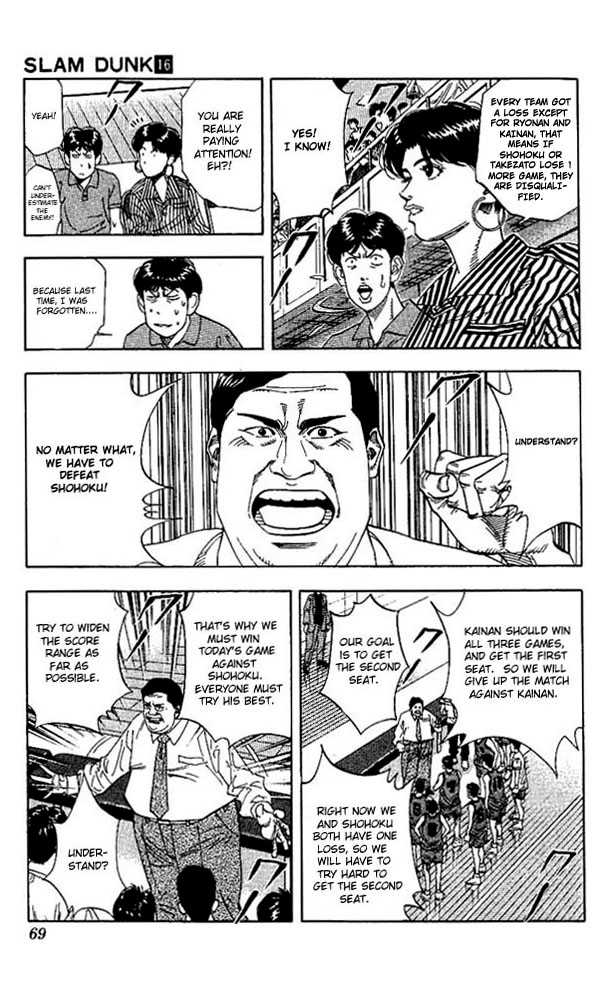 SLAM DUNK 16
EVERY TEAM GOT
A LOSS EXCEPT
FOR RYONAN AND
KAINAN, THAT
MEANS IF
SHOHOKU OR
TAKEZATO LOSE 1
MORE GAME, THEY
ARE DISQUALI-
FIED.
YES!
I KNOW!
YOU ARE
REALLY
PAYING
ATTENTION!
EH?!
YEAH!
CAN'T
UNDER-
ESTIMATE
THE
ENEMY!
BECAUSE LAST
TIME, I WAS
FORGOTTEN....
UNDERSTAND?
NO MATTER WHAT,
WE HAVE TO
DEFEAT
SHOHOKU!
KAINAN SHOULD WIN
ALL THREE GAMES,
AND GET THE FIRST
SEAT. SO WE WILL
GIVE UP THE MATCH
AGAINST KAINAN.
OUR GOAL
IS TO GET
THE SECOND
SEAT.
RIGHT NOW WE
AND SHOHOKU
BOTH HAVE ONE
LOSS, SO WE
WILL HAVE TO
TRY HARD TO
GET THE SECOND
SEAT.
THAT'S WHY WE
MUST WIN
TODAY'S GAME
AGAINST
SHOHOKU.
EVERYONE MUST
TRY HIS BEST.
TRY TO WIDEN
THE SCORE
RANGE AS
FAR AS
POSSIBLE.
UNDER-
STAND?
69